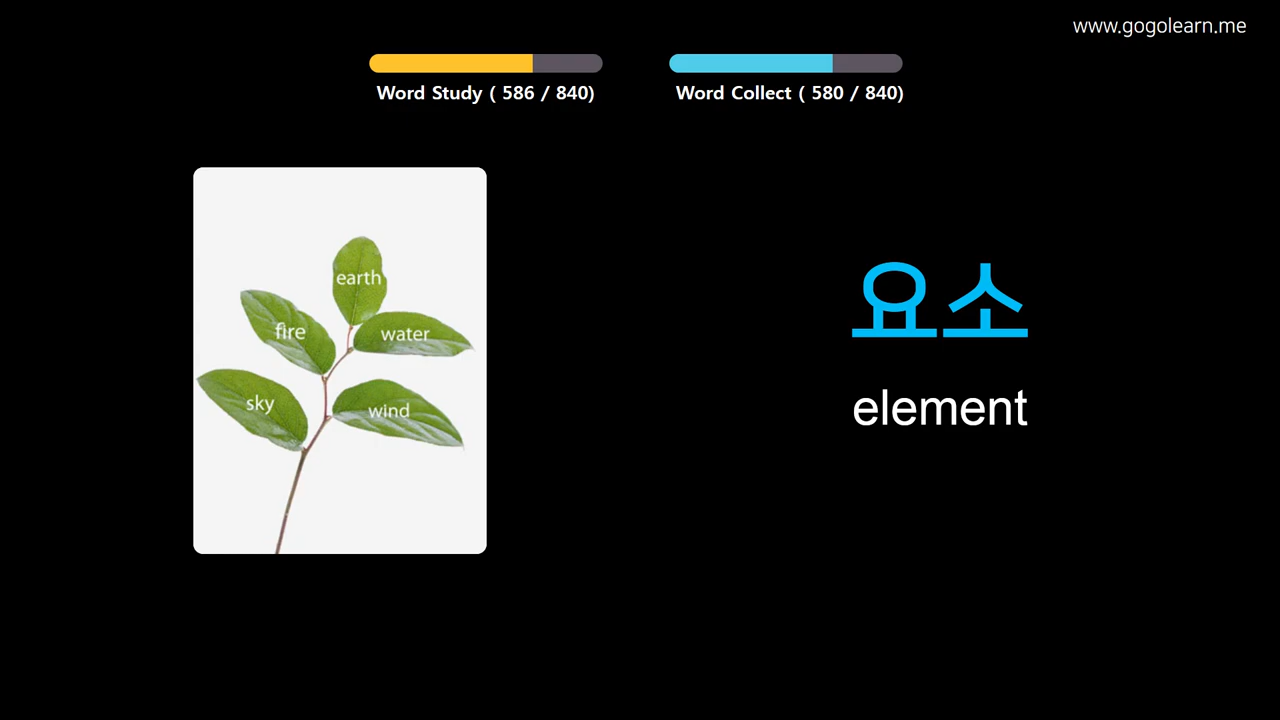 www.gogolearn.me
Word Study ( 586 / 840)
Word Collect ( 580 / 840)
earth
fire
water
sky
wind
요소
element